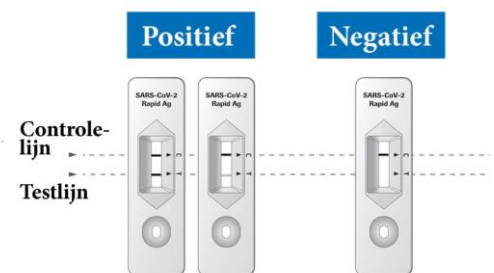 Positief
Negatief
SARS-CoV-2
Rapid Ag
SARS-CoV-2
Rapid Ag
SARS-CoV-2
Rapid Ag
Controle-
lijn
C
C
C
Testlijn
T
T
T